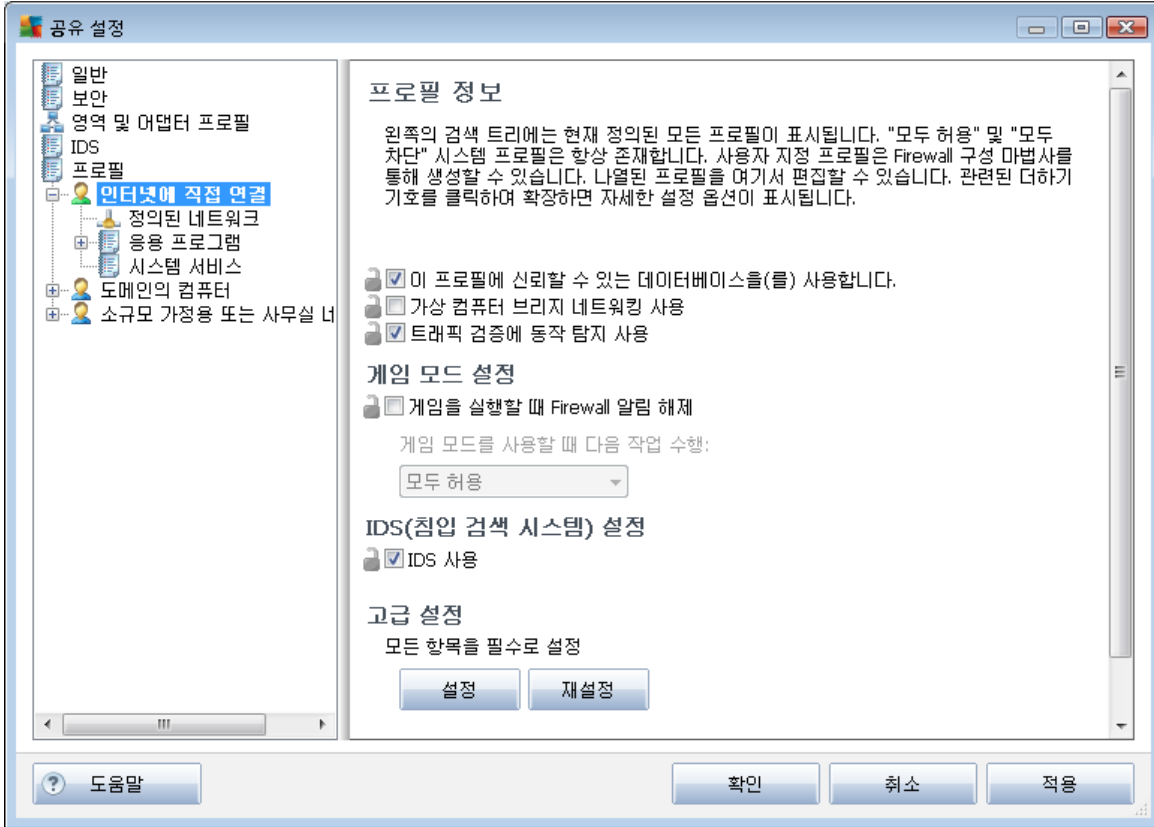 공유 설정
일반
보안
영역 및 어댑터 프로필
IDS
프로필
인터넷에 직접 연결
정의된 네트워크
응용 프로그램
시스템 서비스
도메인의 컴퓨터
소규모 가정용 또는 사무실 네
프로필 정보
왼쪽의 검색 트리에는 현재 정의된 모든 프로필이 표시됩니다. "모두 허용" 및 "모두
차단" 시스템 프로필은 항상 존재합니다. 사용자 지정 프로필은 Firewall 구성 마법사를
통해 생성할 수 있습니다. 나열된 프로필을 여기서 편집할 수 있습니다. 관련된 더하기
기호를 클릭하여 확장하면 자세한 설정 옵션이 표시됩니다.
이 프로필에 신뢰할 수 있는 데이터베이스을(를) 사용합니다.
가상 컴퓨터 브리지 네트워킹 사용
트래픽 검증에 동작 탐지 사용
게임 모드 설정
게임을 실행할 때 Firewall 알림 해제
게임 모드를 사용할 때 다음 작업 수행:
모두 허용
IDS(침입 검색 시스템) 설정
IDS 사용
고급 설정
모든 항목을 필수로 설정
설정
재설정
도움말
확인
취소
적용